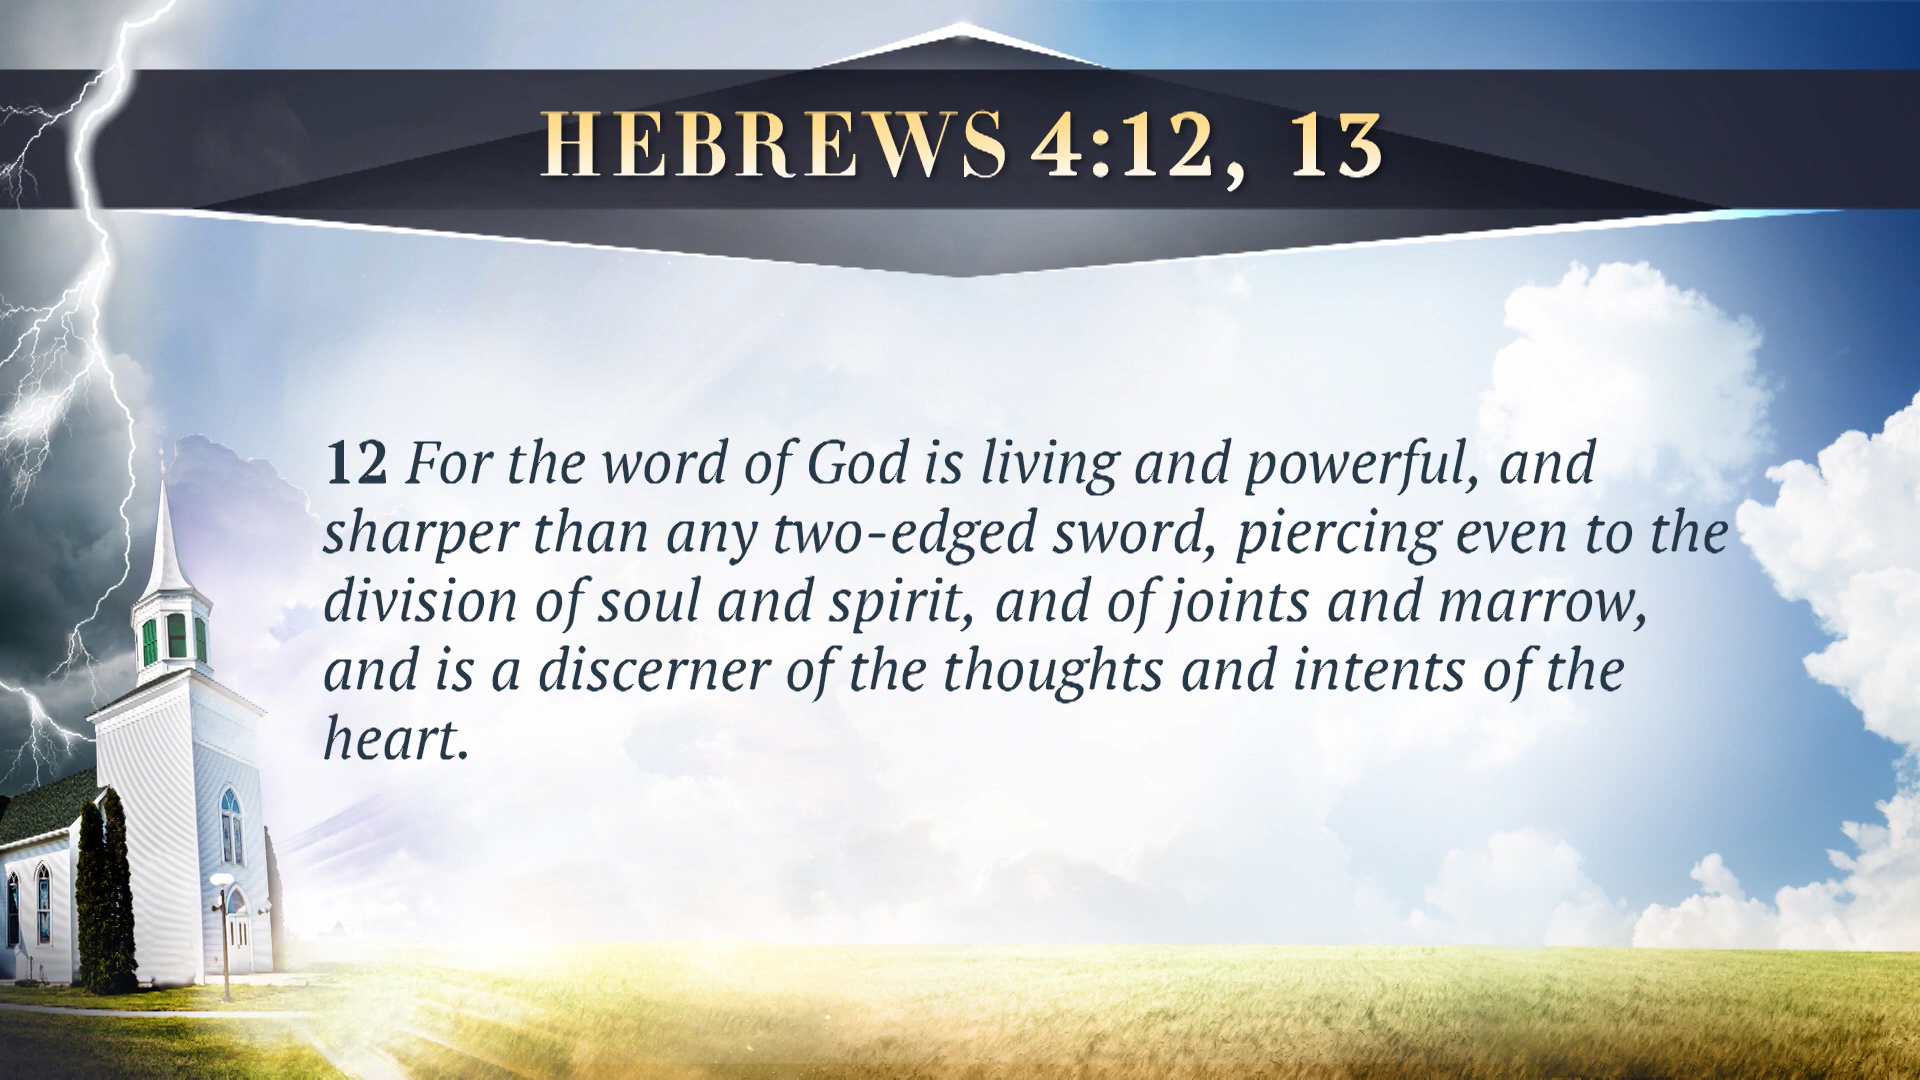 HEBREWS 4:12, 13
12 For the word of God is living and powerful, and
sharper than any two-edged sword, piercing even to the
division of soul and spirit, and of joints and marrow,
and is a discerner of the thoughts and intents of the
heart.